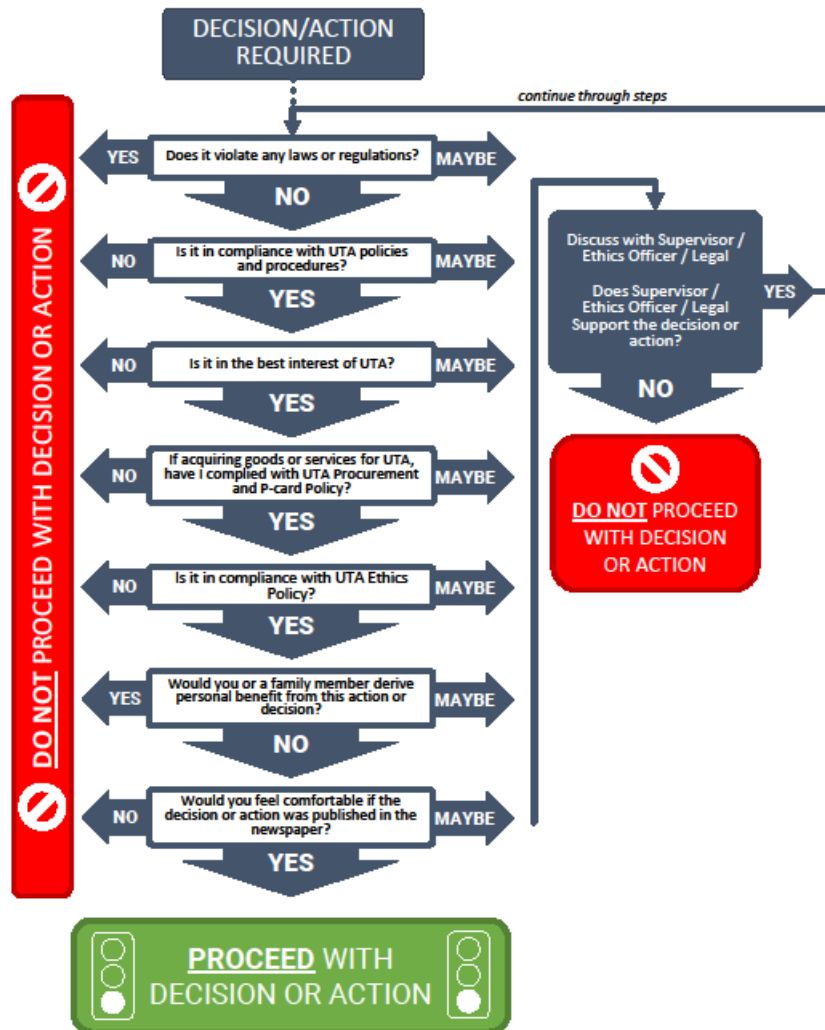 DECISION/ACTION
REQUIRED
continue through steps
DO NOT PROCEED WITH DECISION OR ACTION
YES
Does it violate any laws or regulations?
MAYBE
NO
NO
Is it in compliance with UTA policies
and procedures?
MAYBE
YES
NO
Is it in the best interest of UTA?
MAYBE
YES
NO
If acquiring goods or services for UTA,
have I complied with UTA Procurement
and P-card Policy?
MAYBE
YES
NO
Is it in compliance with UTA Ethics
Policy?
MAYBE
YES
YES
Would you or a family member derive
personal benefit from this action or
decision?
MAYBE
NO
NO
Would you feel comfortable if the
decision or action was published in the
newspaper?
MAYBE
YES
PROCEED WITH
DECISION OR ACTION
Discuss with Supervisor /
Ethics Officer / Legal
Does Supervisor /
Ethics Officer / Legal
Support the decision or
action?
YES
NO
DO NOT PROCEED
WITH DECISION
OR ACTION